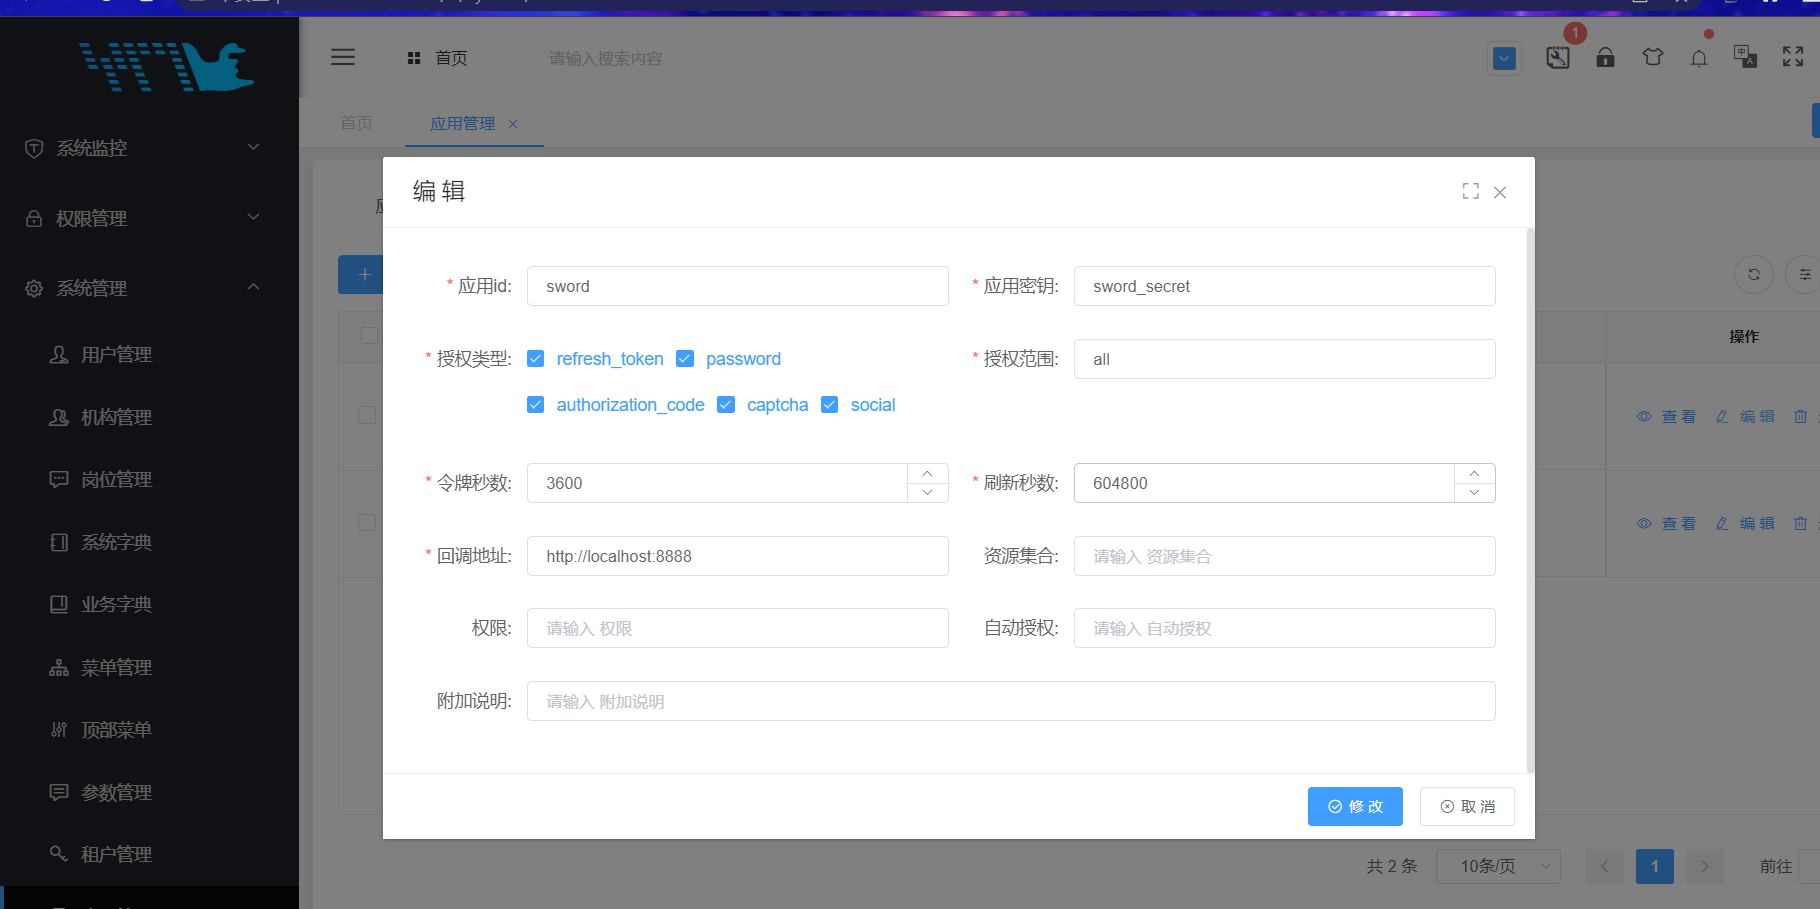 首页
请输入搜索内容
1
中
A
系统监控
权限管理
系统管理
用户管理
机构管理
岗位管理
系统字典
业务字典
菜单管理
顶部菜单
参数管理
租户管理
首页
应用管理
编 辑
* 应用id:
sword
* 应用密钥:
sword_secret
* 授权类型:
refresh_token
password
authorization_code
captcha
social
* 授权范围:
all
* 令牌秒数:
3600
* 刷新秒数:
604800
* 回调地址:
http://localhost:8888
资源集合:
请输入 资源集合
权限:
请输入 权限
自动授权:
请输入 自动授权
附加说明:
请输入 附加说明
修 改
取 消
操作
查 看
编 辑
查 看
编 辑
共 2 条
10条/页
1
前往